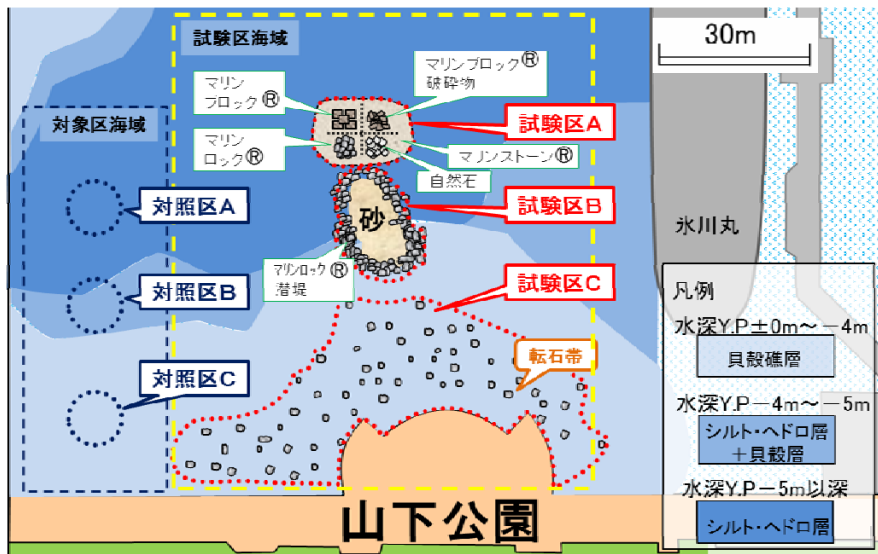 試験区海域
30m
マリンブロック®
破砕物
マリン
ブロック®
対象区海域
試験区A
マリン
ロック®
マリンストーン®
自然石
対照区A
試験区B
砂
氷川丸
マリンロック®
潜堤
試験区C
対照区B
凡例
水深Y.P±0m～－4m
貝殻礁層
転石帯
対照区C
水深Y.P－4m～－5m
シルト・ヘドロ層
＋貝殻層
水深Y.P－5m以深
シルト・ヘドロ層
山下公園